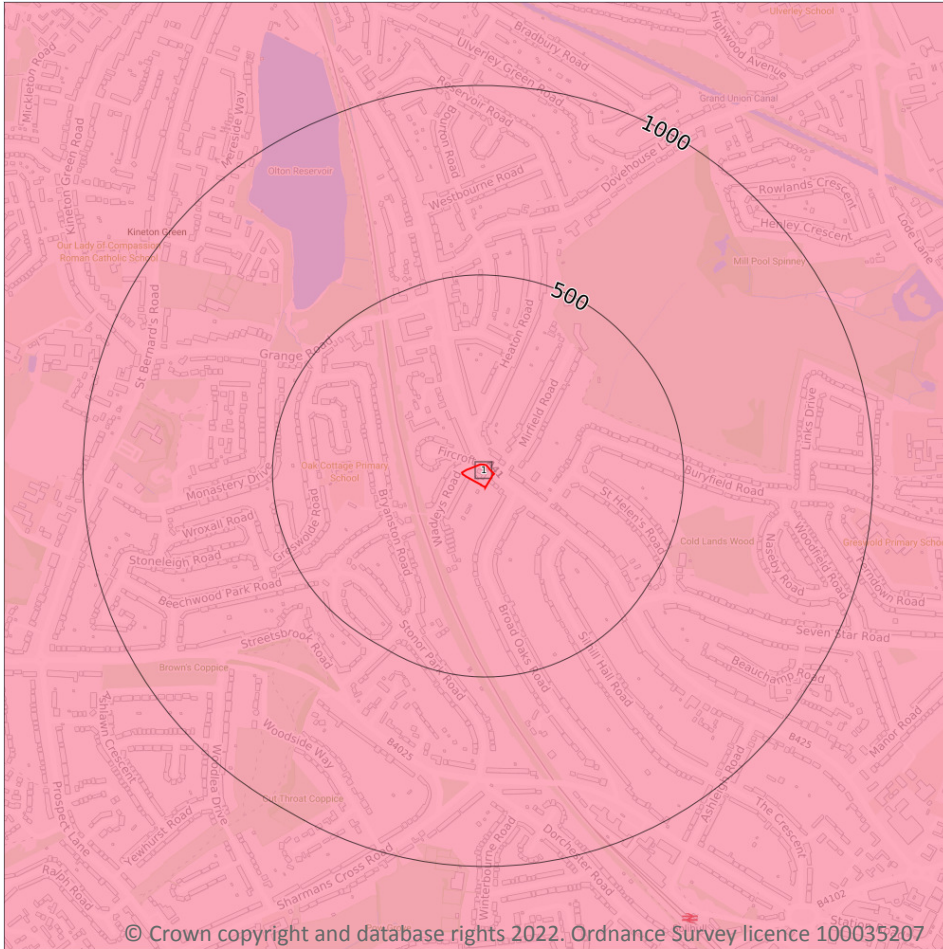 Ulverley School
Mickleton Road
Bradbury Road
Highwood Avenue
Ulverley Green Road
Reservoir Road
Grand Union Canal
1000
Kineton Green Road
Bourton Road
Dovehouse
Olton Reservoir
Westbourne Road
Rowlands Crescent
Henley Crescent
Lode Lane
Kineton Green
Our Lady of Compassion
Roman Catholic School
Mill Pool Spinney
500
St Bernard's Road
Grange Road
Heaton Road
Mirfield Road
Links Drive
Fircroft
1
Oak Cottage Primary
School
Monastery Drive
Buryfield Road
Warpleys Road
St Helen's Road
Wroxall Road
Greswolde Road
Bryanston Road
Cold Lands Wood
Naseby Road
Woodfield Road
Stoneleigh Road
Beechwood Park Road
Broad Oaks Road
Seven Star Road
Streetsbrook Road
Stonor Park Road
Silhill Hall Road
Brown's Coppice
Beauchamp Road
Ashlawn Crescent
Woodside Way
B4025
B425
Manor Road
Woodlea Drive
Ashleigh Road
Prospect Lane
Cut Throat Coppice
The Crescent
Yewhurst Road
Dorchester Road
Sharmans Cross Road
Winterbourne Road
Ralph Road
B4102
Station
© Crown copyright and database rights 2022. Ordnance Survey licence 100035207